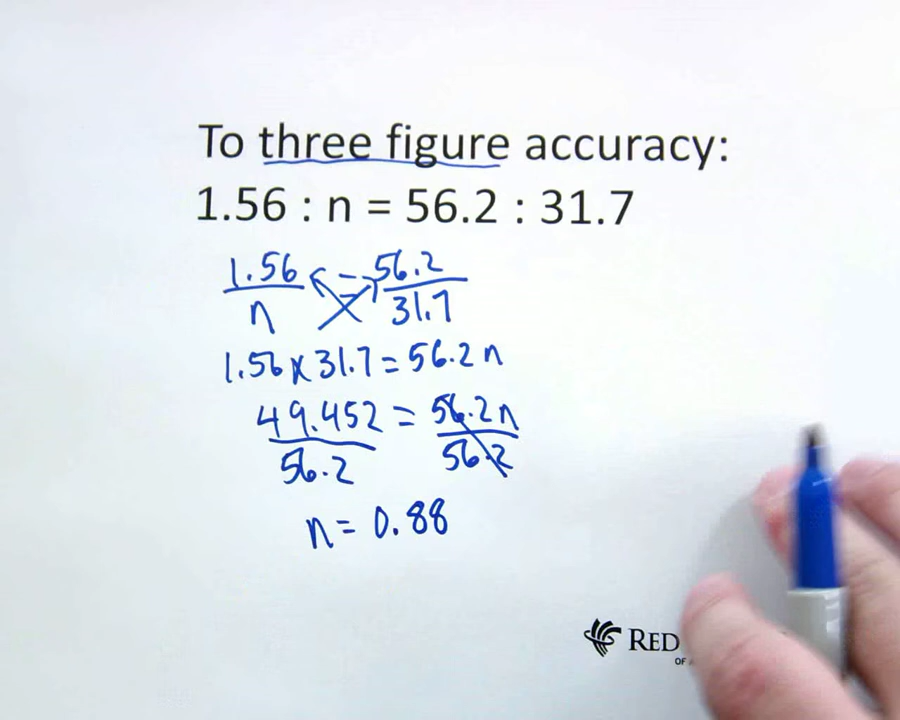 To three figure accuracy:
1.56 : n = 56.2 : 31.7
1.56 56.2
n 31.7
1.56 x 31.7 = 56.2 n
49.452 = 56.2 n
56.2 56.2
n = 0.88
RED
OF